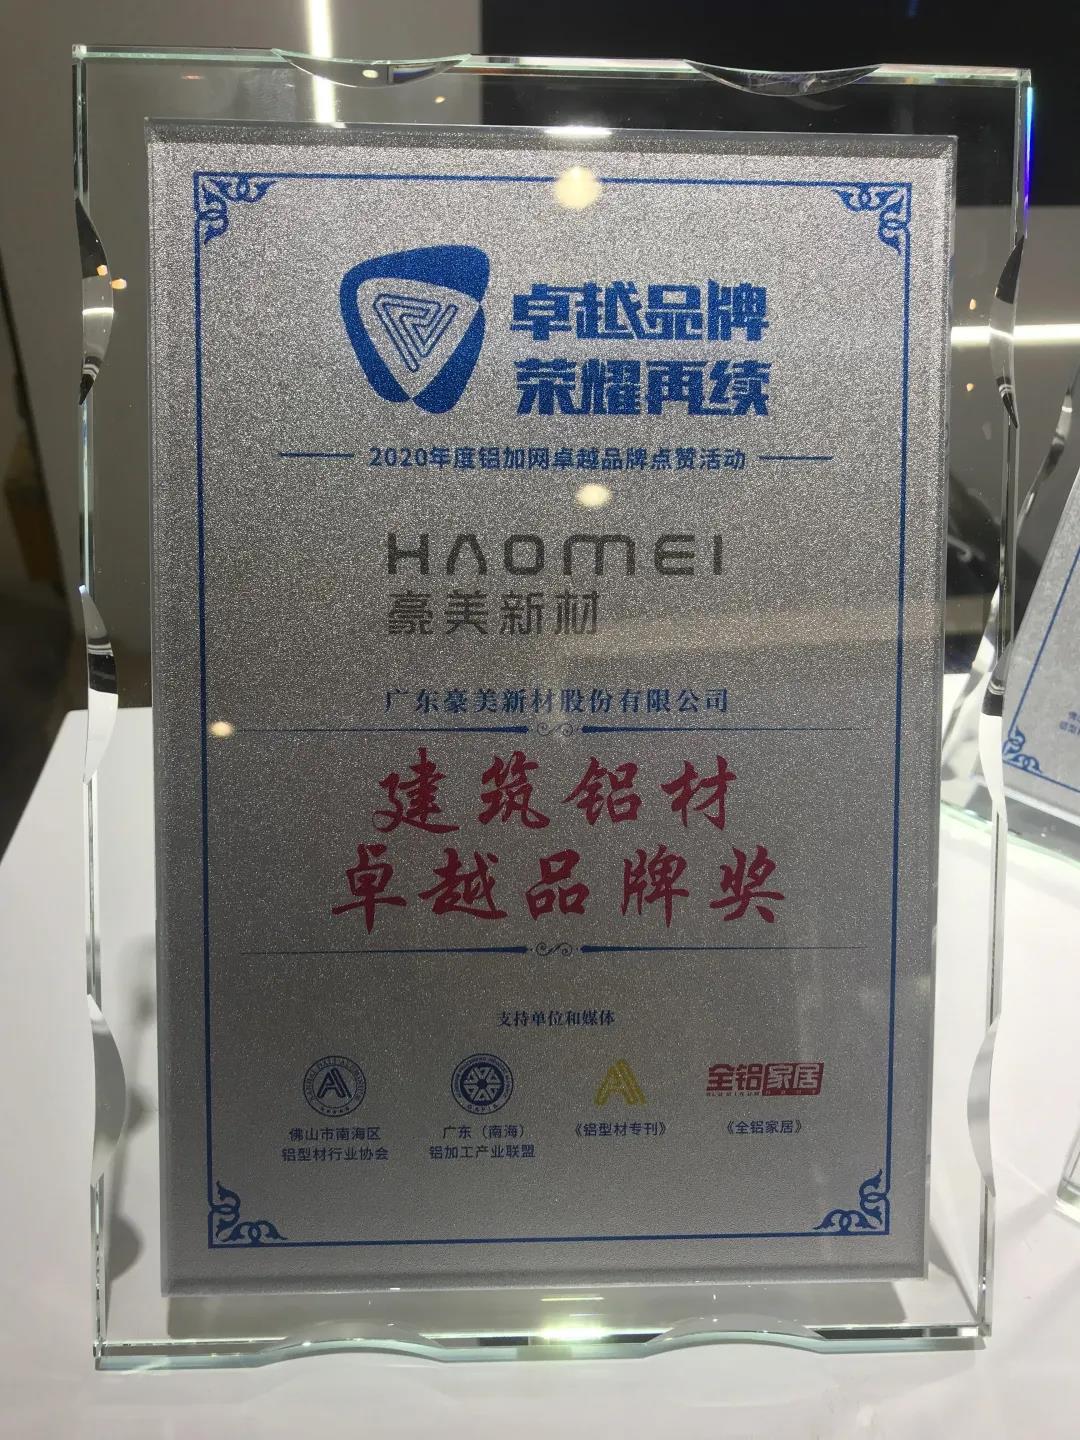 卓越品牌
荣耀再续
2020年度铝加网卓越品牌点赞活动
HAOMEI
豪美新材
广东豪美新材股份有限公司
建筑铝材
卓越品牌奖
支持单位和媒体
全铝家居
佛山市南海区
铝型材行业协会
广东（南海）
铝加工产业联盟
《铝型材专刊》
《全铝家居》